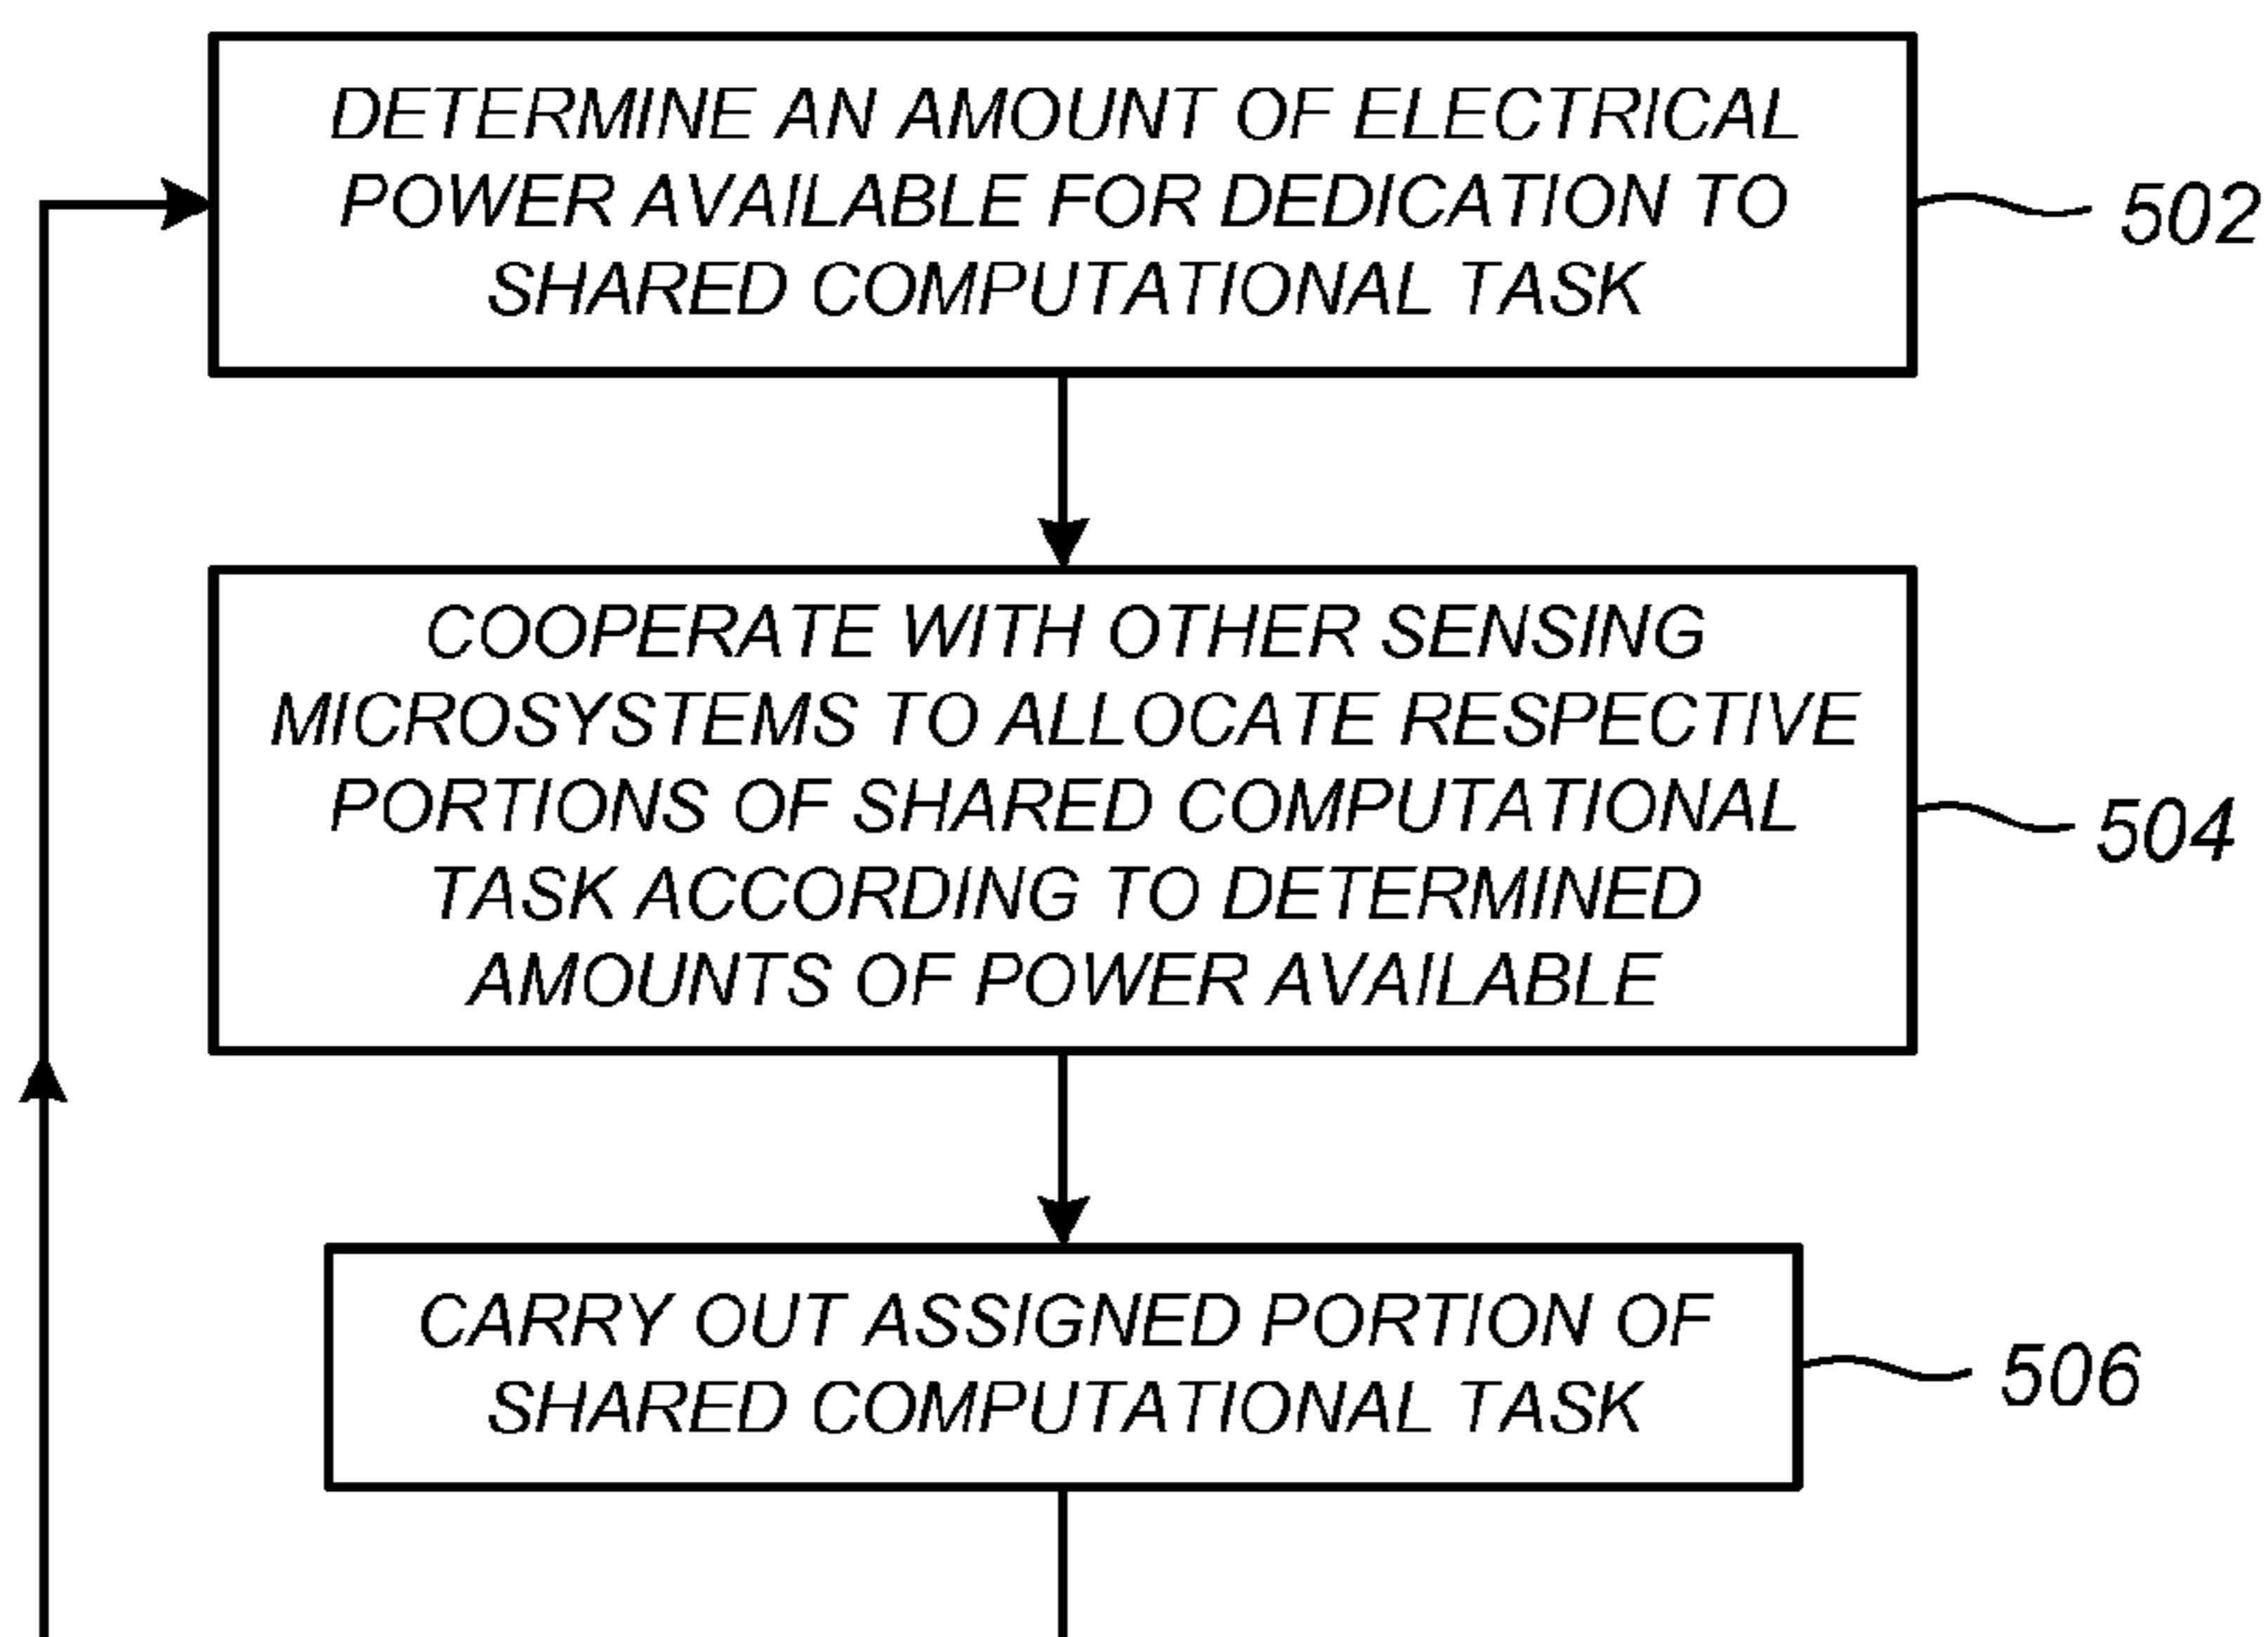 DETERMINE AN AMOUNT OF ELECTRICAL
POWER AVAILABLE FOR DEDICATION TO
SHARED COMPUTATIONAL TASK
502
COOPERATE WITH OTHER SENSING
MICROSYSTEMS TO ALLOCATE RESPECTIVE
PORTIONS OF SHARED COMPUTATIONAL
TASK ACCORDING TO DETERMINED
AMOUNTS OF POWER AVAILABLE
504
CARRY OUT ASSIGNED PORTION OF
SHARED COMPUTATIONAL TASK
506